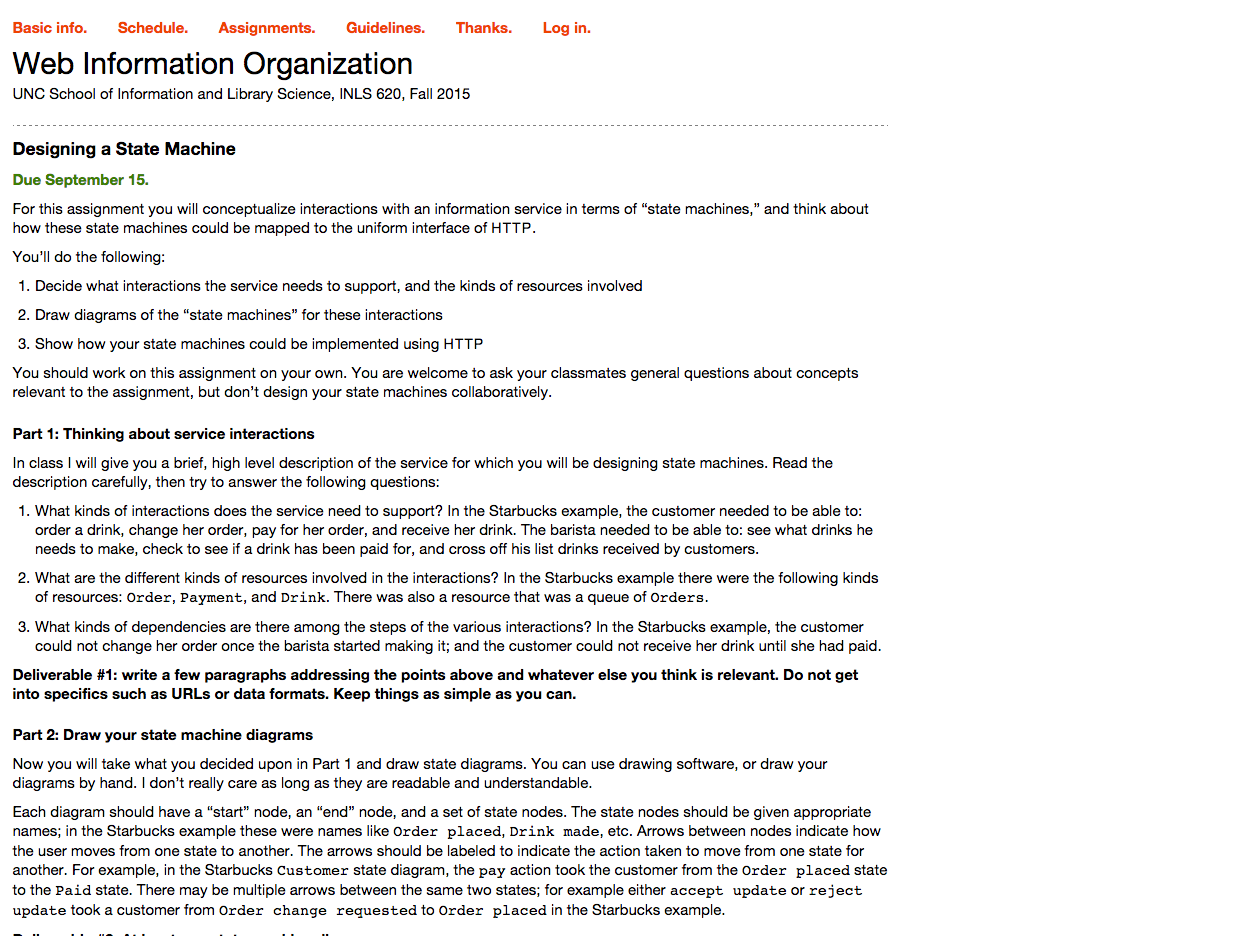 Basic info. Schedule. Assignments. Guidelines. Thanks. Log in.
Web Information Organization
UNC School of Information and Library Science, INLS 620, Fall 2015
Designing a State Machine
Due September 15.
For this assignment you will conceptualize interactions with an information service in terms of “state machines,” and think about
how these state machines could be mapped to the uniform interface of HTTP.
You’ll do the following:
1. Decide what interactions the service needs to support, and the kinds of resources involved
2. Draw diagrams of the “state machines” for these interactions
3. Show how your state machines could be implemented using HTTP
You should work on this assignment on your own. You are welcome to ask your classmates general questions about concepts
relevant to the assignment, but don’t design your state machines collaboratively.
Part 1: Thinking about service interactions
In class I will give you a brief, high level description of the service for which you will be designing state machines. Read the
description carefully, then try to answer the following questions:
1. What kinds of interactions does the service need to support? In the Starbucks example, the customer needed to be able to:
order a drink, change her order, pay for her order, and receive her drink. The barista needed to be able to: see what drinks he
needs to make, check to see if a drink has been paid for, and cross off his list drinks received by customers.
2. What are the different kinds of resources involved in the interactions? In the Starbucks example there were the following kinds
of resources: Order, Payment, and Drink. There was also a resource that was a queue of Orders.
3. What kinds of dependencies are there among the steps of the various interactions? In the Starbucks example, the customer
could not change her order once the barista started making it; and the customer could not receive her drink until she had paid.
Deliverable #1: write a few paragraphs addressing the points above and whatever else you think is relevant. Do not get
into specifics such as URLs or data formats. Keep things as simple as you can.
Part 2: Draw your state machine diagrams
Now you will take what you decided upon in Part 1 and draw state diagrams. You can use drawing software, or draw your
diagrams by hand. I don’t really care as long as they are readable and understandable.
Each diagram should have a “start” node, an “end” node, and a set of state nodes. The state nodes should be given appropriate
names; in the Starbucks example these were names like Order placed, Drink made, etc. Arrows between nodes indicate how
the user moves from one state to another. The arrows should be labeled to indicate the action taken to move from one state for
another. For example, in the Starbucks Customer state diagram, the pay action took the customer from the Order placed state
to the Paid state. There may be multiple arrows between the same two states; for example either accept update or reject
update took a customer from Order change requested to Order placed in the Starbucks example.